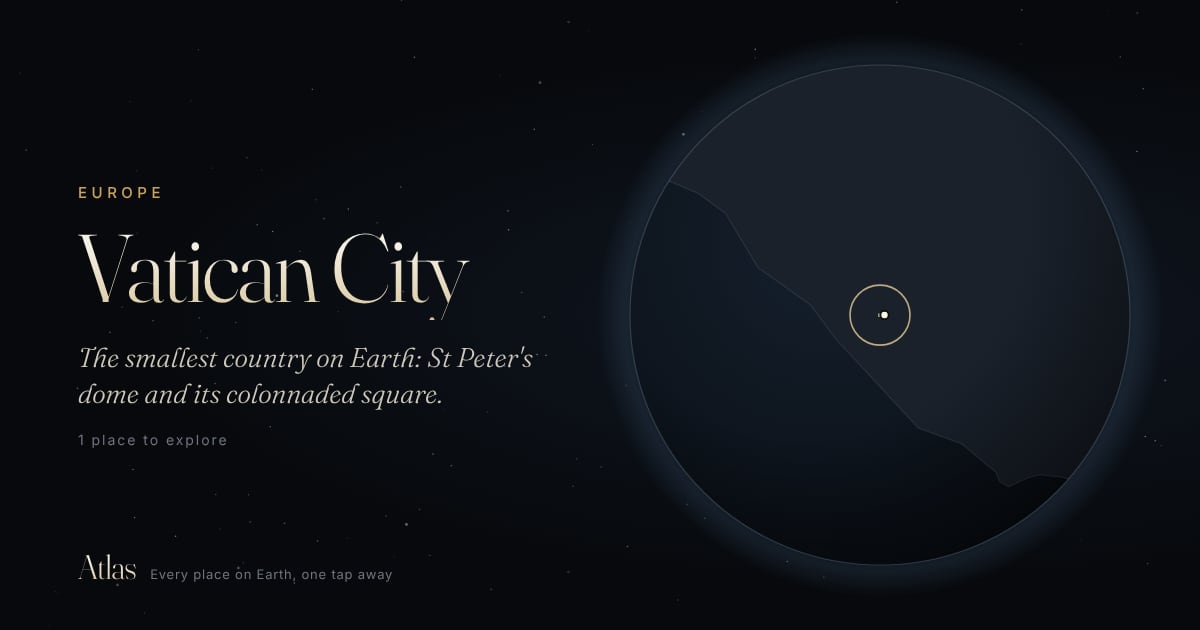 EUROPE
Vatican City
The smallest country on Earth: St Peter's
dome and its colonnaded square.
1 place to explore
Atlas Every place on Earth, one tap away